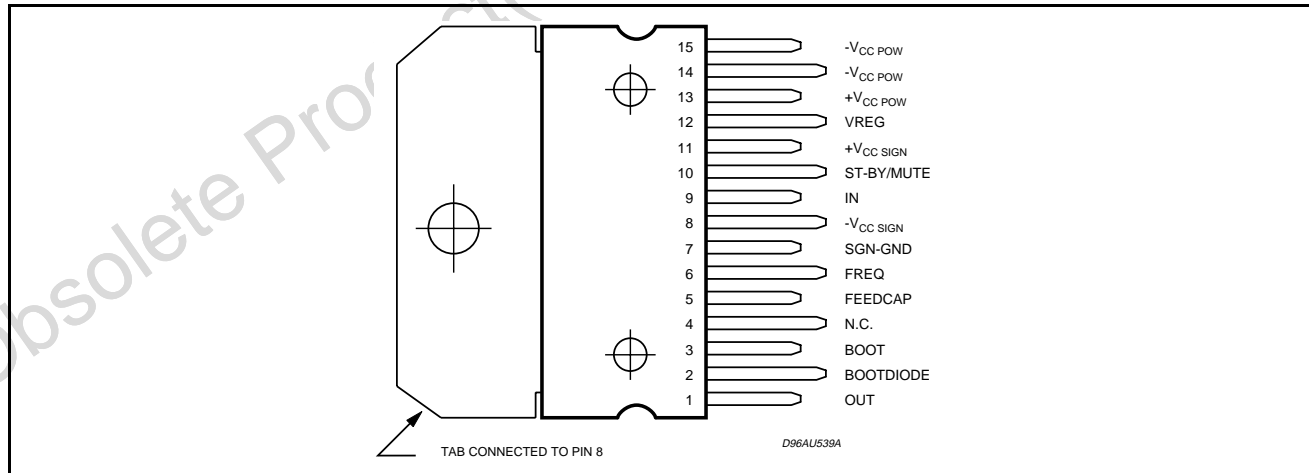 15 -VCC POW
14 -VCC POW
13 +VCC POW
12 VREG
11 +VCC SIGN
10 ST-BY/MUTE
9 IN
8 -VCC SIGN
7 SGN-GND
6 FREQ
5 FEEDCAP
4 N.C.
3 BOOT
2 BOOTDIODE
1 OUT
TAB CONNECTED TO PIN 8
D96AU539A
Obsolete